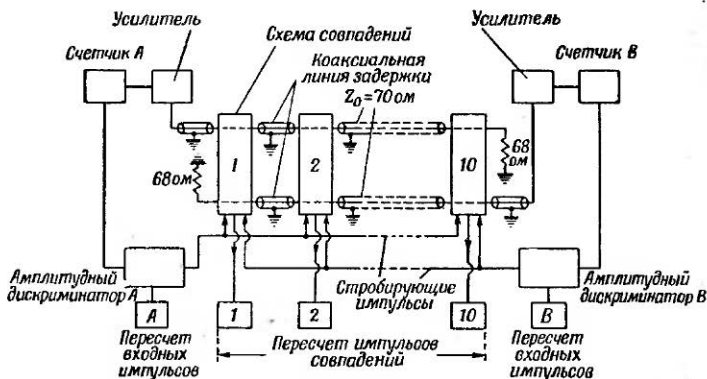 Усилитель
Счетчик А
Схема совпадений
Коаксиальная
линия задержки
Z₀=70 ом
Усилитель
Счетчик В
68 ом
1
2
10
68
ом
Амплитудный
дискриминатор А
Стробирующие
импульсы
Амплитудный
дискриминатор В
А
1
2
10
В
Пересчет
входных
импульсов
Пересчет импульсов
совпадений
Пересчет
входных
импульсов